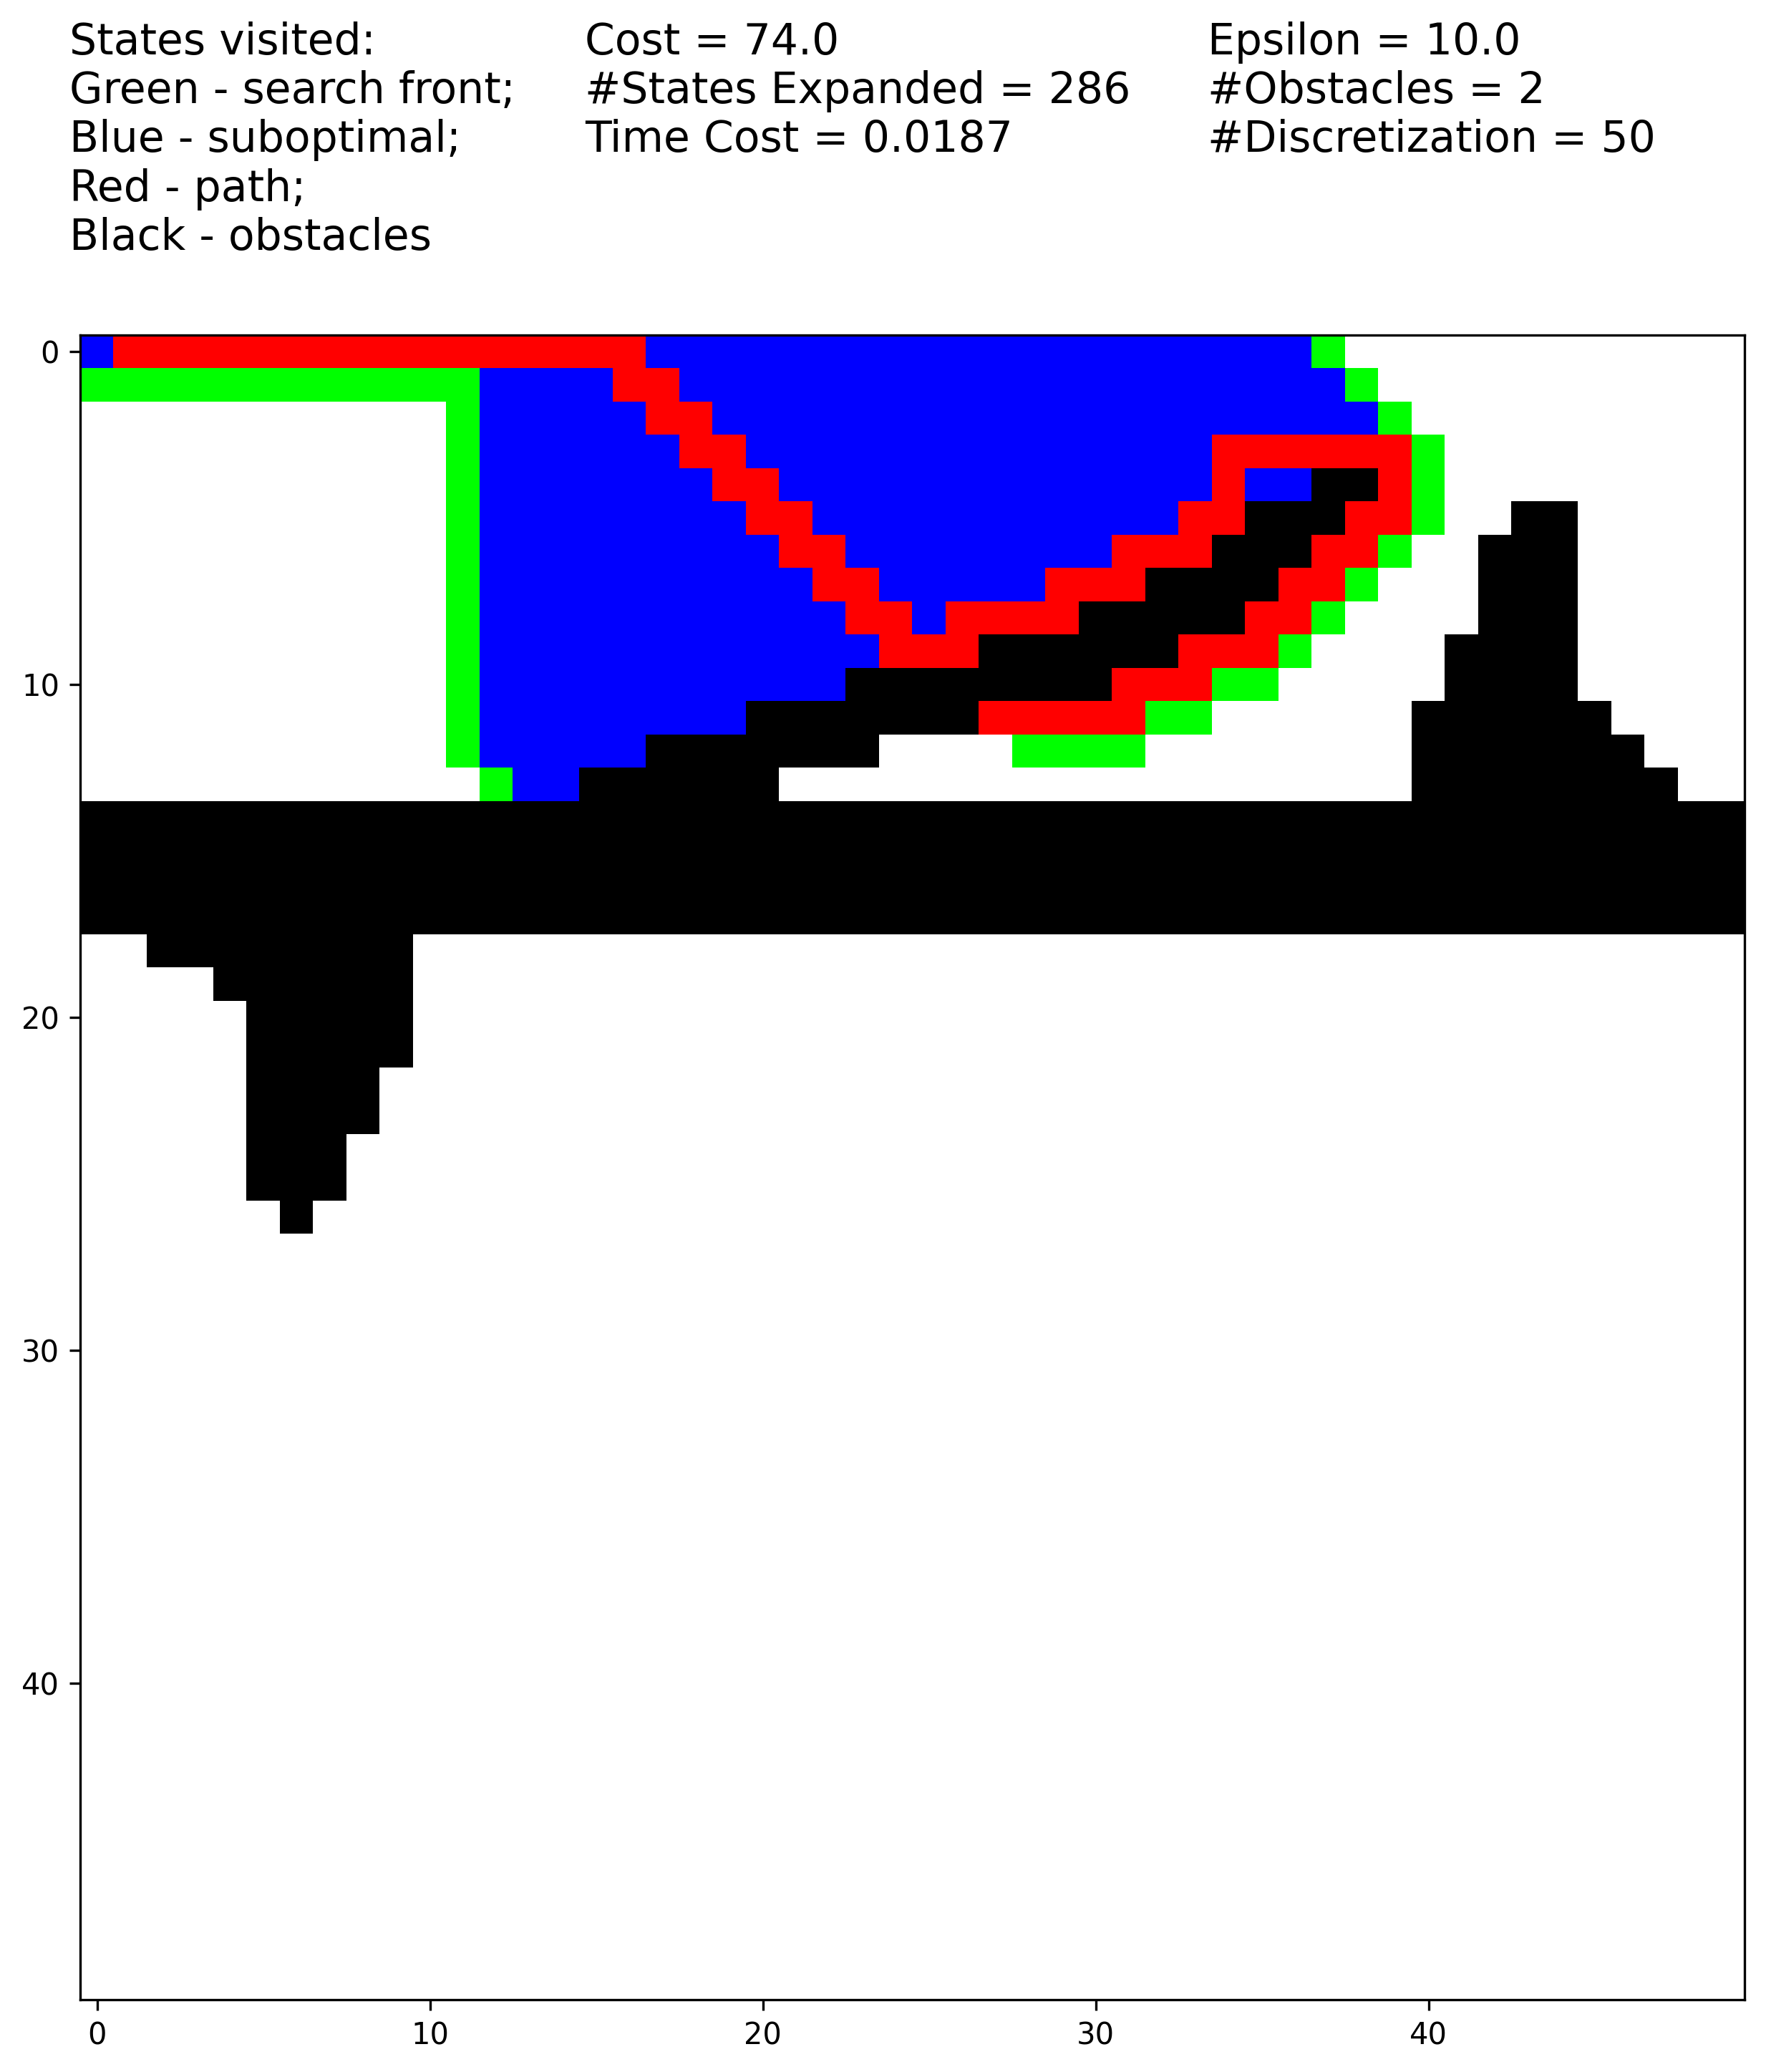 States visited:
Green - search front;
Blue - suboptimal;
Red - path;
Black - obstacles
Cost = 74.0
#States Expanded = 286
Time Cost = 0.0187
Epsilon = 10.0
#Obstacles = 2
#Discretization = 50
0
10
20
30
40
0
10
20
30
40